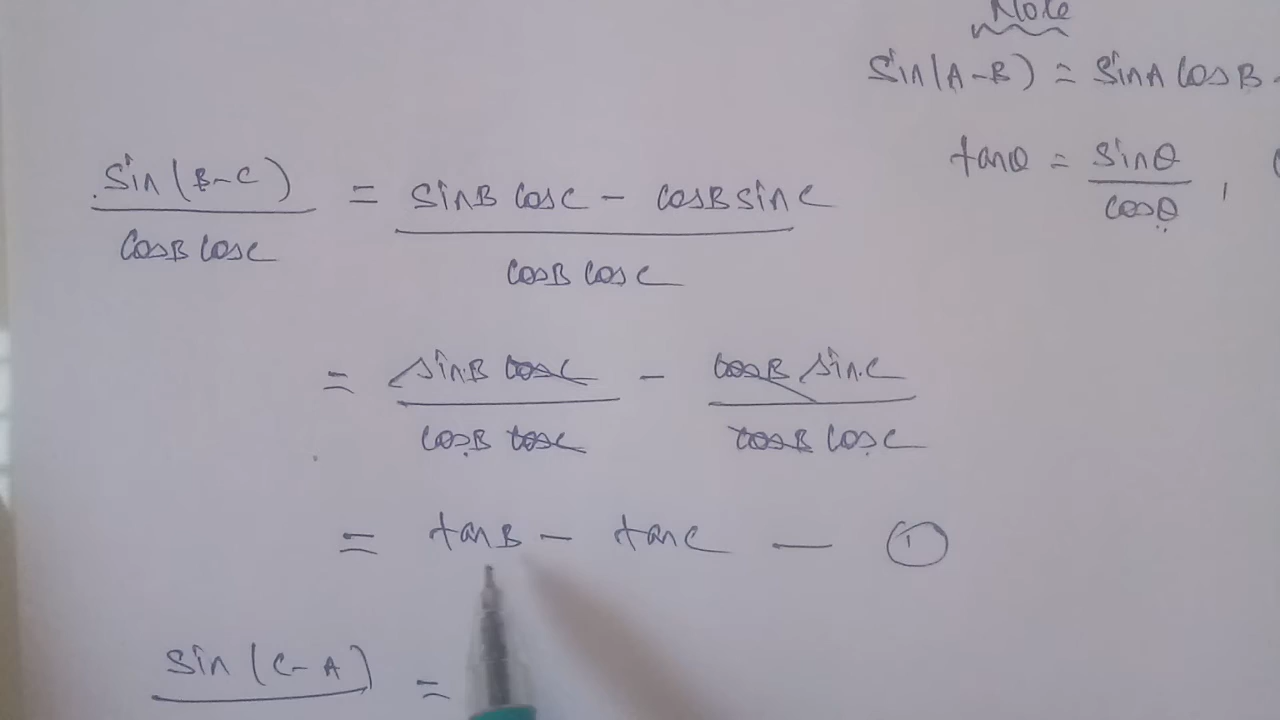 Note
Sin(A-B) = SinA CosB
tanθ = Sinθ / Cosθ ,
Sin(B-C) / CosB CosC = SinB CosC - CosB SinC / CosB CosC
= SinB CosC / CosB CosC - CosB SinC / CosB CosC
= tanB - tanC — ①
Sin(C-A) =